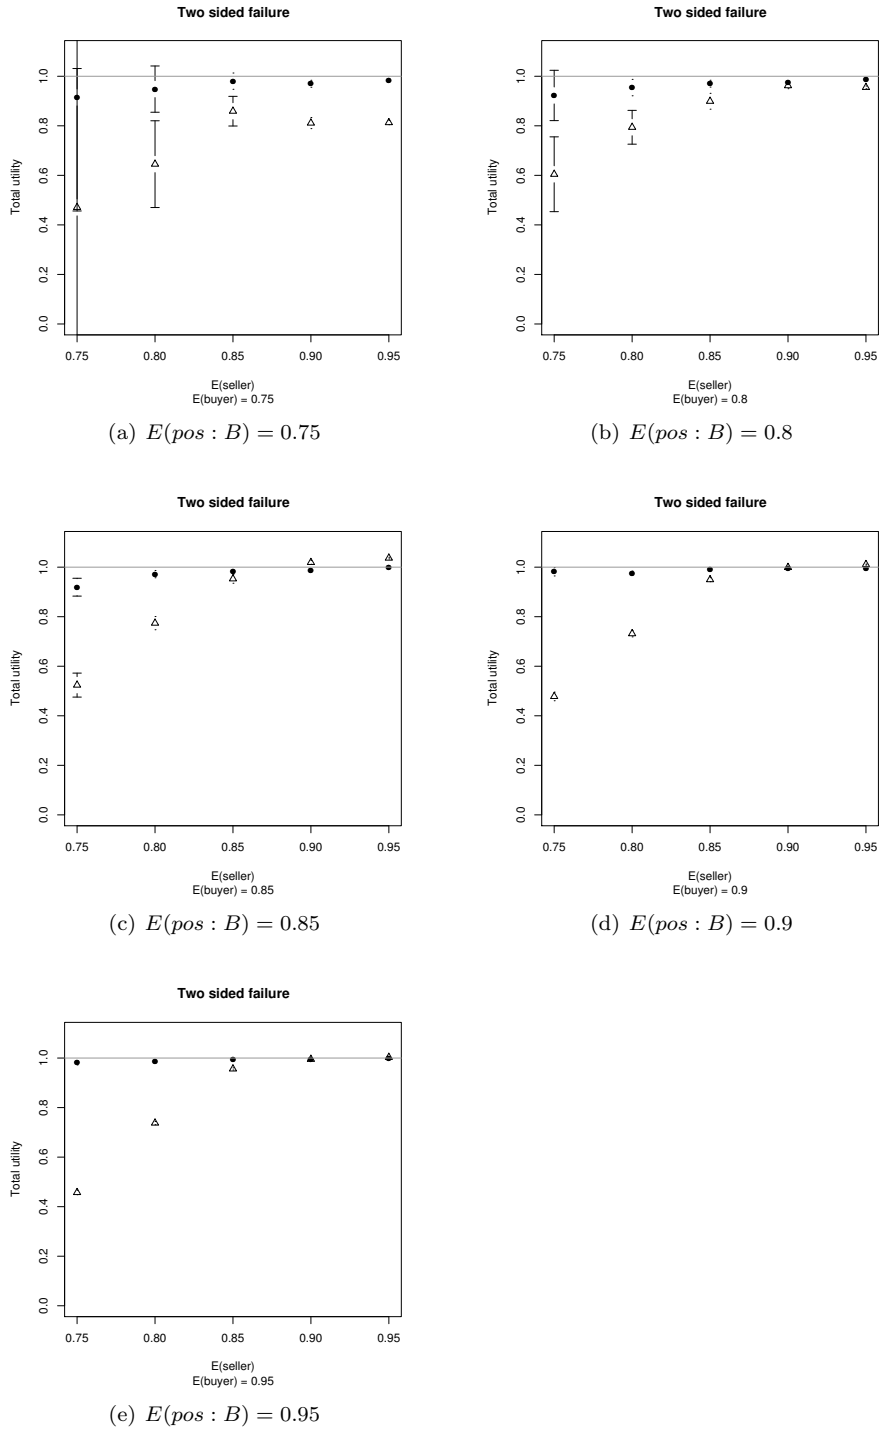 Two sided failure
Total utility
0.0 0.2 0.4 0.6 0.8 1.0
0.75 0.80 0.85 0.90 0.95
E(seller)
E(buyer) = 0.75
(a) E(pos : B) = 0.75
Two sided failure
Total utility
0.0 0.2 0.4 0.6 0.8 1.0
0.75 0.80 0.85 0.90 0.95
E(seller)
E(buyer) = 0.8
(b) E(pos : B) = 0.8
Two sided failure
Total utility
0.0 0.2 0.4 0.6 0.8 1.0
0.75 0.80 0.85 0.90 0.95
E(seller)
E(buyer) = 0.85
(c) E(pos : B) = 0.85
Two sided failure
Total utility
0.0 0.2 0.4 0.6 0.8 1.0
0.75 0.80 0.85 0.90 0.95
E(seller)
E(buyer) = 0.9
(d) E(pos : B) = 0.9
Two sided failure
Total utility
0.0 0.2 0.4 0.6 0.8 1.0
0.75 0.80 0.85 0.90 0.95
E(seller)
E(buyer) = 0.95
(e) E(pos : B) = 0.95